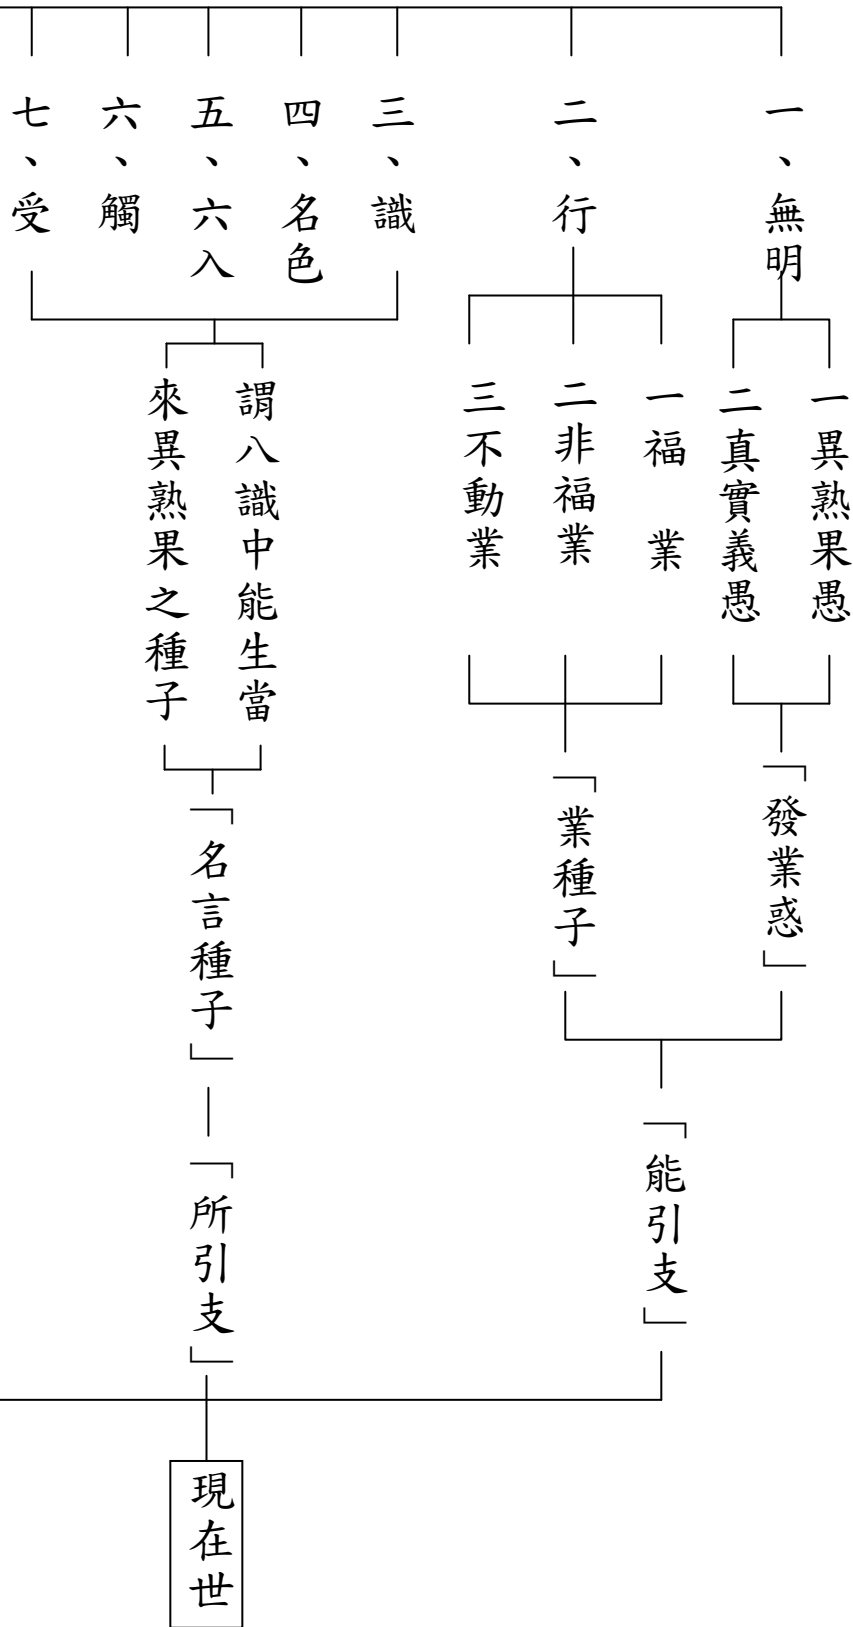 一、無明
二、行
三、識
四、名色
五、六入
六、觸
七、受
一異熟果愚
二真實義愚
一福　業
二非福業
三不動業
謂八識中能生當
來異熟果之種子
「發業惑」
「業種子」
「名言種子」
「能引支」
「所引支」
現在世